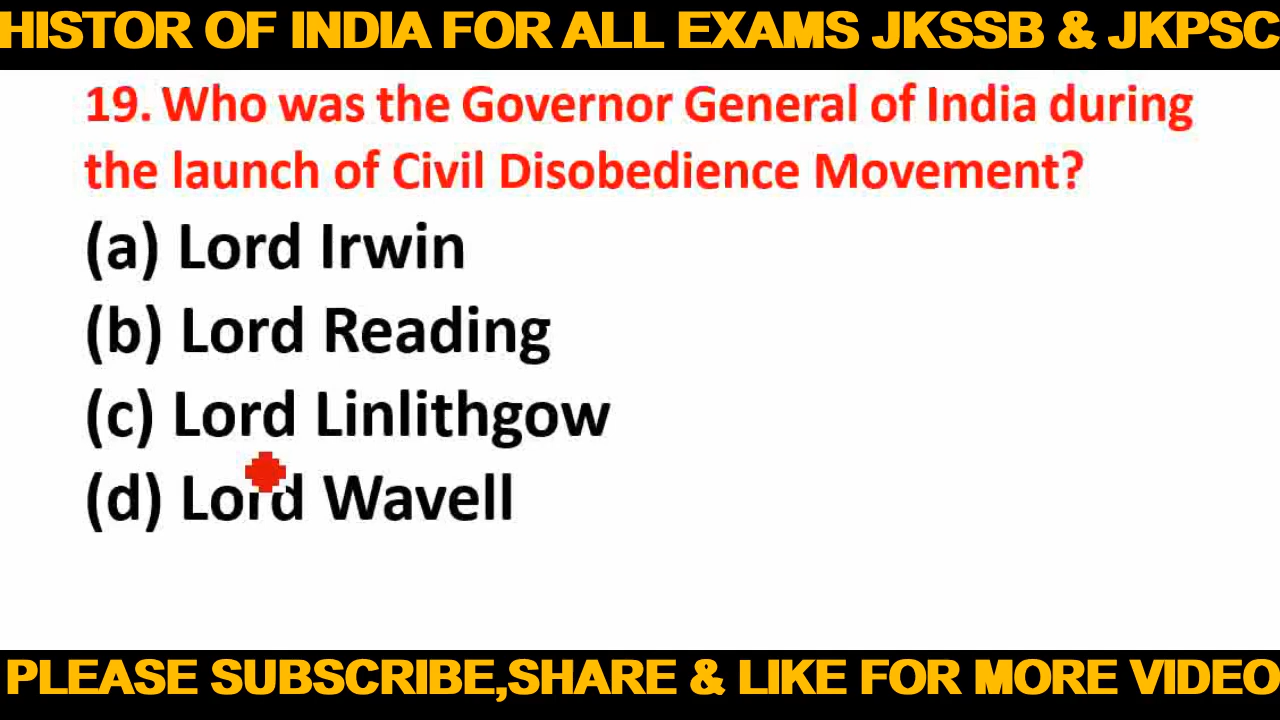 HISTOR OF INDIA FOR ALL EXAMS JKSSB & JKPSC
19. Who was the Governor General of India during
the launch of Civil Disobedience Movement?
(a) Lord Irwin
(b) Lord Reading
(c) Lord Linlithgow
(d) Lord Wavell
PLEASE SUBSCRIBE,SHARE & LIKE FOR MORE VIDEO